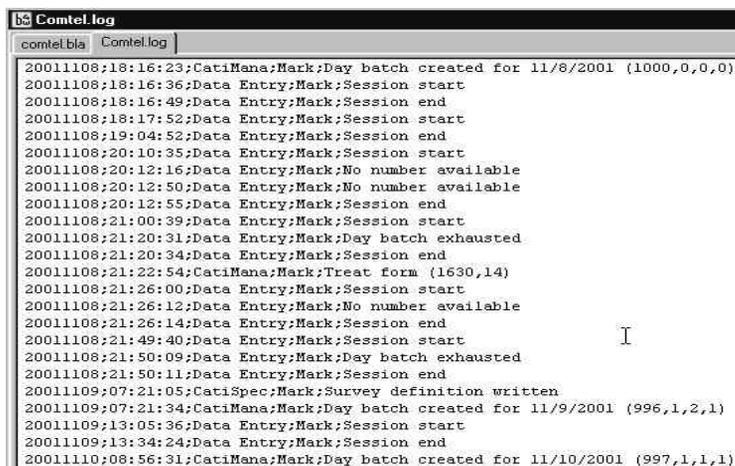 Comtel.log
comtel.bla Comtel.log
20011108;18:16:23;CatiMana;Mark;Day batch created for 11/8/2001 (1000,0,0,0)
20011108;18:16:36;Data Entry;Mark;Session start
20011108;18:16:49;Data Entry;Mark;Session end
20011108;18:17:52;Data Entry;Mark;Session start
20011108;19:04:52;Data Entry;Mark;Session end
20011108;20:10:35;Data Entry;Mark;Session start
20011108;20:12:16;Data Entry;Mark;No number available
20011108;20:12:50;Data Entry;Mark;No number available
20011108;20:12:55;Data Entry;Mark;Session end
20011108;21:00:39;Data Entry;Mark;Session start
20011108;21:20:31;Data Entry;Mark;Day batch exhausted
20011108;21:20:34;Data Entry;Mark;Session end
20011108;21:22:54;CatiMana;Mark;Treat form (1630,14)
20011108;21:26:00;Data Entry;Mark;Session start
20011108;21:26:12;Data Entry;Mark;No number available
20011108;21:26:14;Data Entry;Mark;Session end
20011108;21:49:40;Data Entry;Mark;Session start
20011108;21:50:09;Data Entry;Mark;Day batch exhausted
20011108;21:50:11;Data Entry;Mark;Session end
20011109;07:21:05;CatiSpec;Mark;Survey definition written
20011109;07:21:34;CatiMana;Mark;Day batch created for 11/9/2001 (996,1,2,1)
20011109;13:05:36;Data Entry;Mark;Session start
20011109;13:34:24;Data Entry;Mark;Session end
20011110;08:56:31;CatiMana;Mark;Day batch created for 11/10/2001 (997,1,1,1)